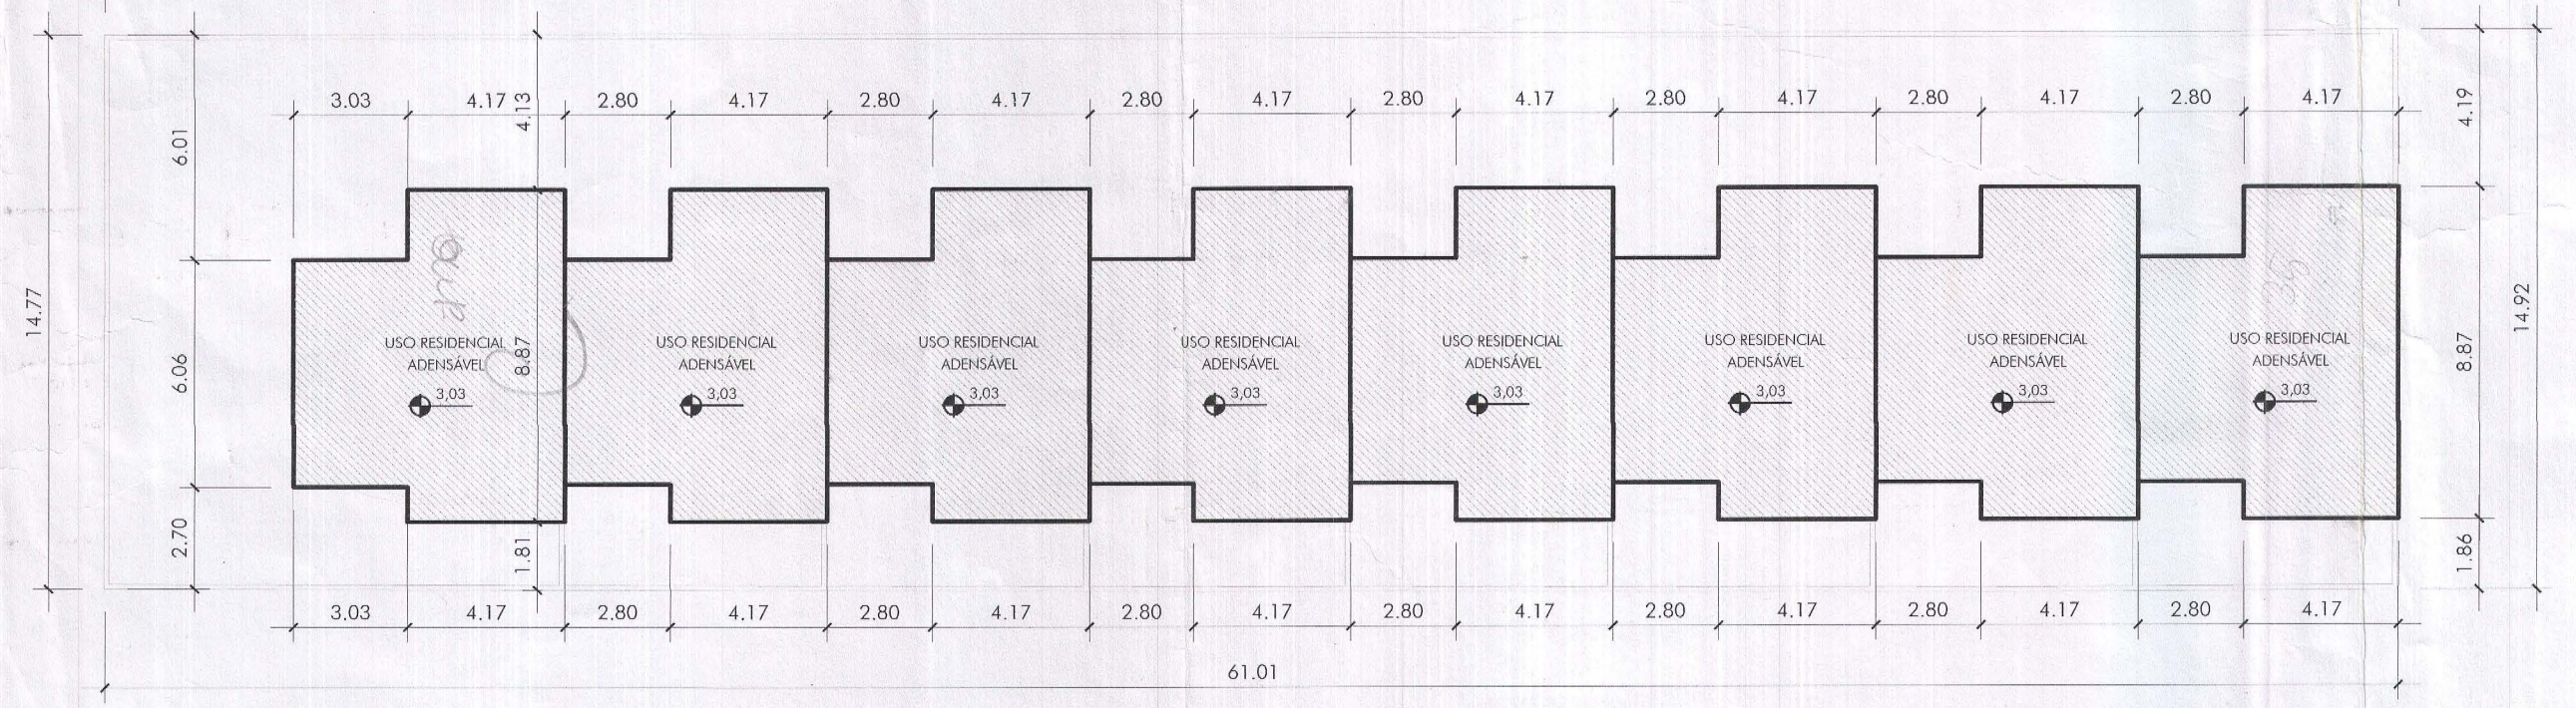 3.03 4.17 2.80 4.17 2.80 4.17 2.80 4.17 2.80 4.17 2.80 4.17 2.80 4.17 2.80 4.17
4.13
4.19
6.01
14.77
14.92
USO RESIDENCIAL
ADENSÁVEL
3,03
USO RESIDENCIAL
ADENSÁVEL
3,03
USO RESIDENCIAL
ADENSÁVEL
3,03
USO RESIDENCIAL
ADENSÁVEL
3,03
USO RESIDENCIAL
ADENSÁVEL
3,03
USO RESIDENCIAL
ADENSÁVEL
3,03
USO RESIDENCIAL
ADENSÁVEL
3,03
USO RESIDENCIAL
ADENSÁVEL
3,03
6.06
8.87
8.87
2.70
1.81
1.86
3.03 4.17 2.80 4.17 2.80 4.17 2.80 4.17 2.80 4.17 2.80 4.17 2.80 4.17 2.80 4.17
61.01